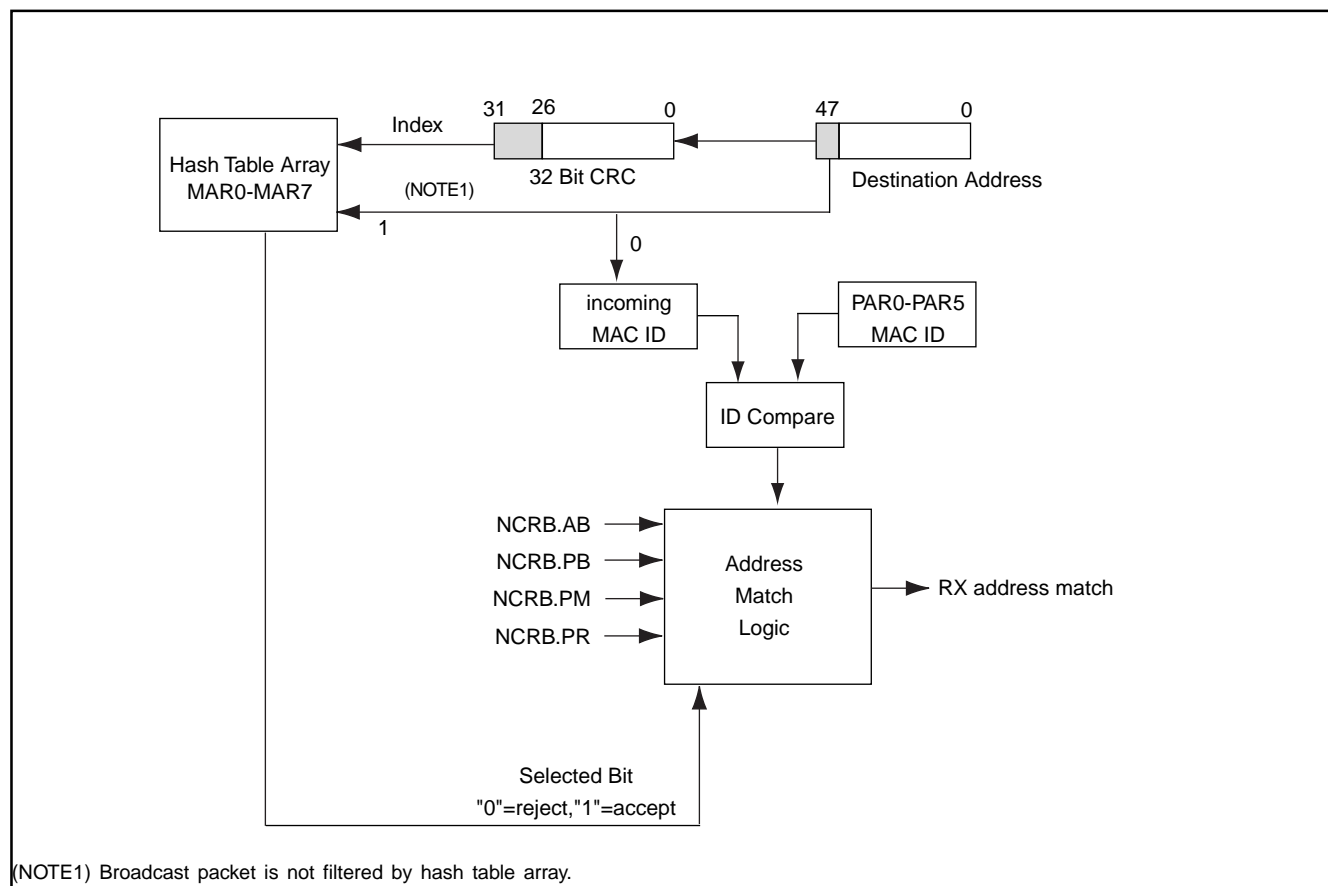 31 26 0 47 0
Index
Hash Table Array
MAR0-MAR7
32 Bit CRC
Destination Address
(NOTE1)
1
0
incoming
MAC ID
PAR0-PAR5
MAC ID
ID Compare
NCRB.AB
NCRB.PB
NCRB.PM
NCRB.PR
Address
Match
Logic
RX address match
Selected Bit
"0"=reject,"1"=accept
(NOTE1) Broadcast packet is not filtered by hash table array.